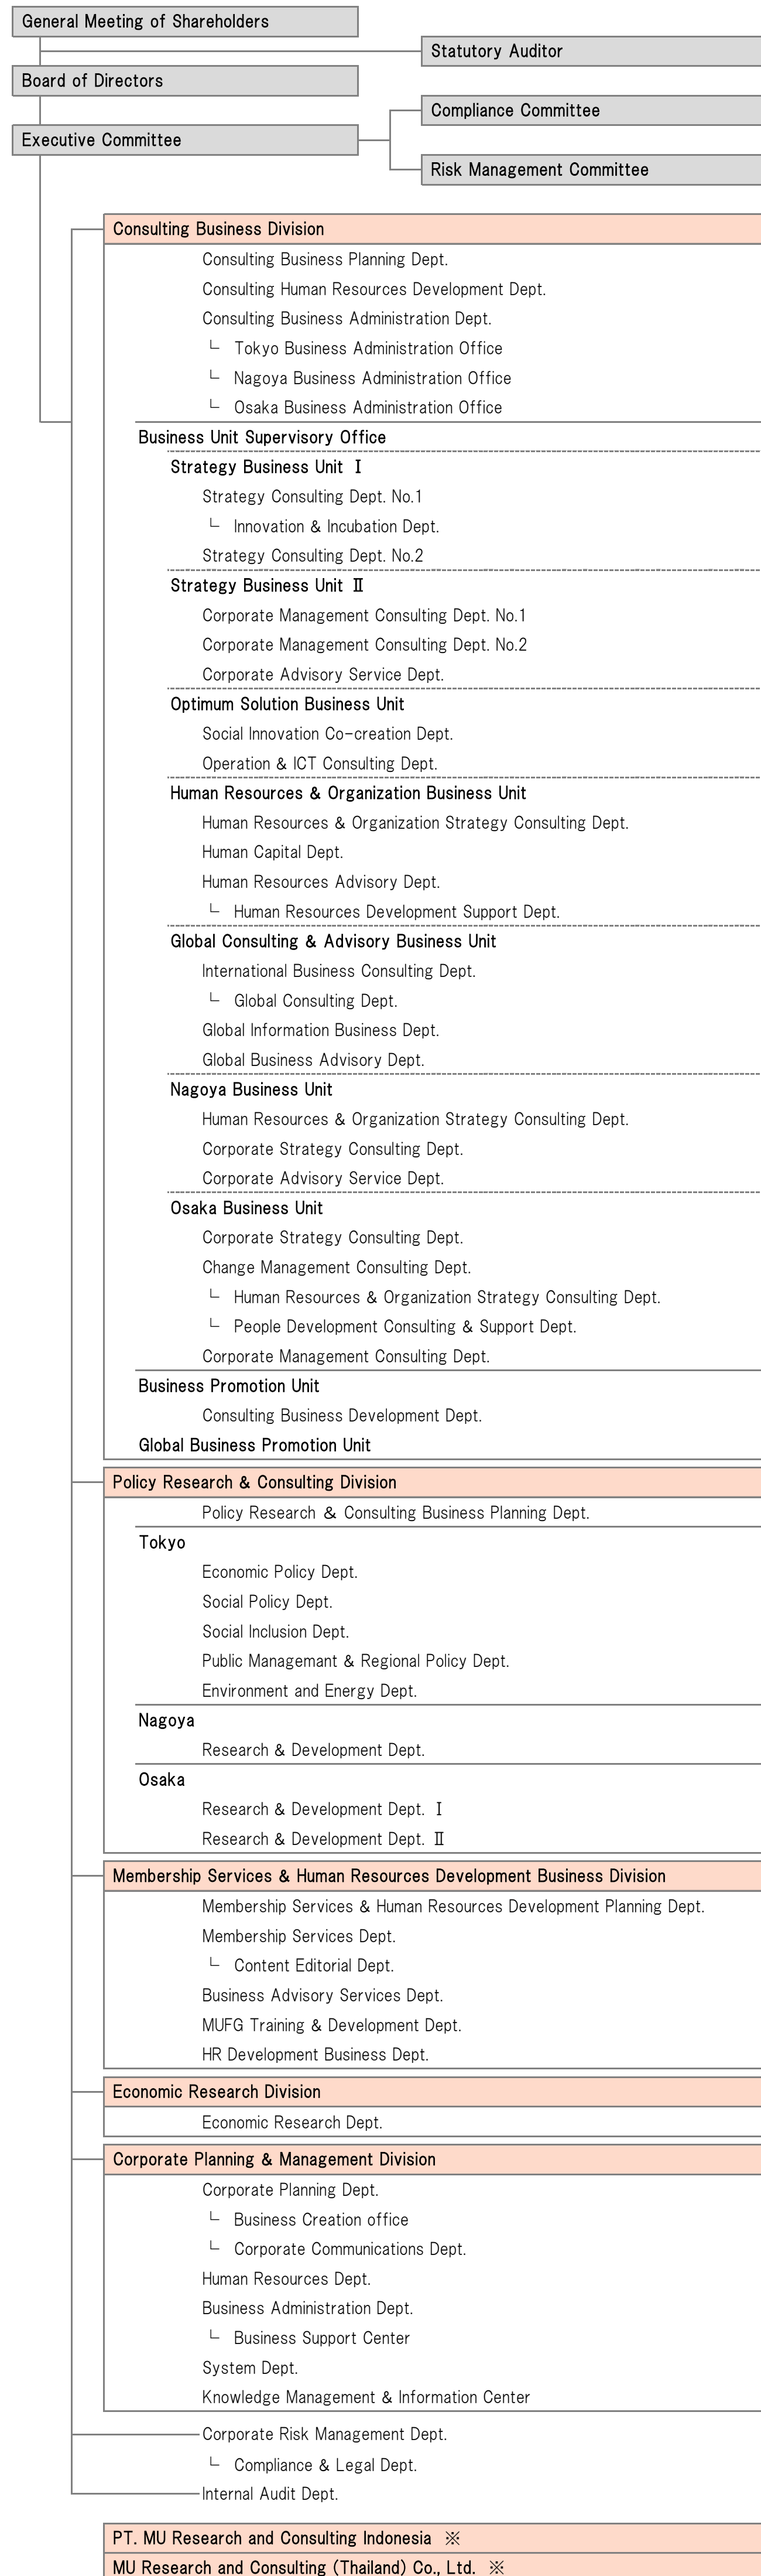 General Meeting of Shareholders
Statutory Auditor
Board of Directors
Compliance Committee
Executive Committee
Risk Management Committee
Consulting Business Division
Consulting Business Planning Dept.
Consulting Human Resources Development Dept.
Consulting Business Administration Dept.
└ Tokyo Business Administration Office
└ Nagoya Business Administration Office
└ Osaka Business Administration Office
Business Unit Supervisory Office
Strategy Business Unit Ⅰ
Strategy Consulting Dept. No.1
└ Innovation & Incubation Dept.
Strategy Consulting Dept. No.2
Strategy Business Unit Ⅱ
Corporate Management Consulting Dept. No.1
Corporate Management Consulting Dept. No.2
Corporate Advisory Service Dept.
Optimum Solution Business Unit
Social Innovation Co-creation Dept.
Operation & ICT Consulting Dept.
Human Resources & Organization Business Unit
Human Resources & Organization Strategy Consulting Dept.
Human Capital Dept.
Human Resources Advisory Dept.
└ Human Resources Development Support Dept.
Global Consulting & Advisory Business Unit
International Business Consulting Dept.
└ Global Consulting Dept.
Global Information Business Dept.
Global Business Advisory Dept.
Nagoya Business Unit
Human Resources & Organization Strategy Consulting Dept.
Corporate Strategy Consulting Dept.
Corporate Advisory Service Dept.
Osaka Business Unit
Corporate Strategy Consulting Dept.
Change Management Consulting Dept.
└ Human Resources & Organization Strategy Consulting Dept.
└ People Development Consulting & Support Dept.
Corporate Management Consulting Dept.
Business Promotion Unit
Consulting Business Development Dept.
Global Business Promotion Unit
Policy Research & Consulting Division
Policy Research & Consulting Business Planning Dept.
Tokyo
Economic Policy Dept.
Social Policy Dept.
Social Inclusion Dept.
Public Managemant & Regional Policy Dept.
Environment and Energy Dept.
Nagoya
Research & Development Dept.
Osaka
Research & Development Dept. Ⅰ
Research & Development Dept. Ⅱ
Membership Services & Human Resources Development Business Division
Membership Services & Human Resources Development Planning Dept.
Membership Services Dept.
└ Content Editorial Dept.
Business Advisory Services Dept.
MUFG Training & Development Dept.
HR Development Business Dept.
Economic Research Division
Economic Research Dept.
Corporate Planning & Management Division
Corporate Planning Dept.
└ Business Creation office
└ Corporate Communications Dept.
Human Resources Dept.
Business Administration Dept.
└ Business Support Center
System Dept.
Knowledge Management & Information Center
Corporate Risk Management Dept.
└ Compliance & Legal Dept.
Internal Audit Dept.
PT. MU Research and Consulting Indonesia ※
MU Research and Consulting (Thailand) Co., Ltd. ※